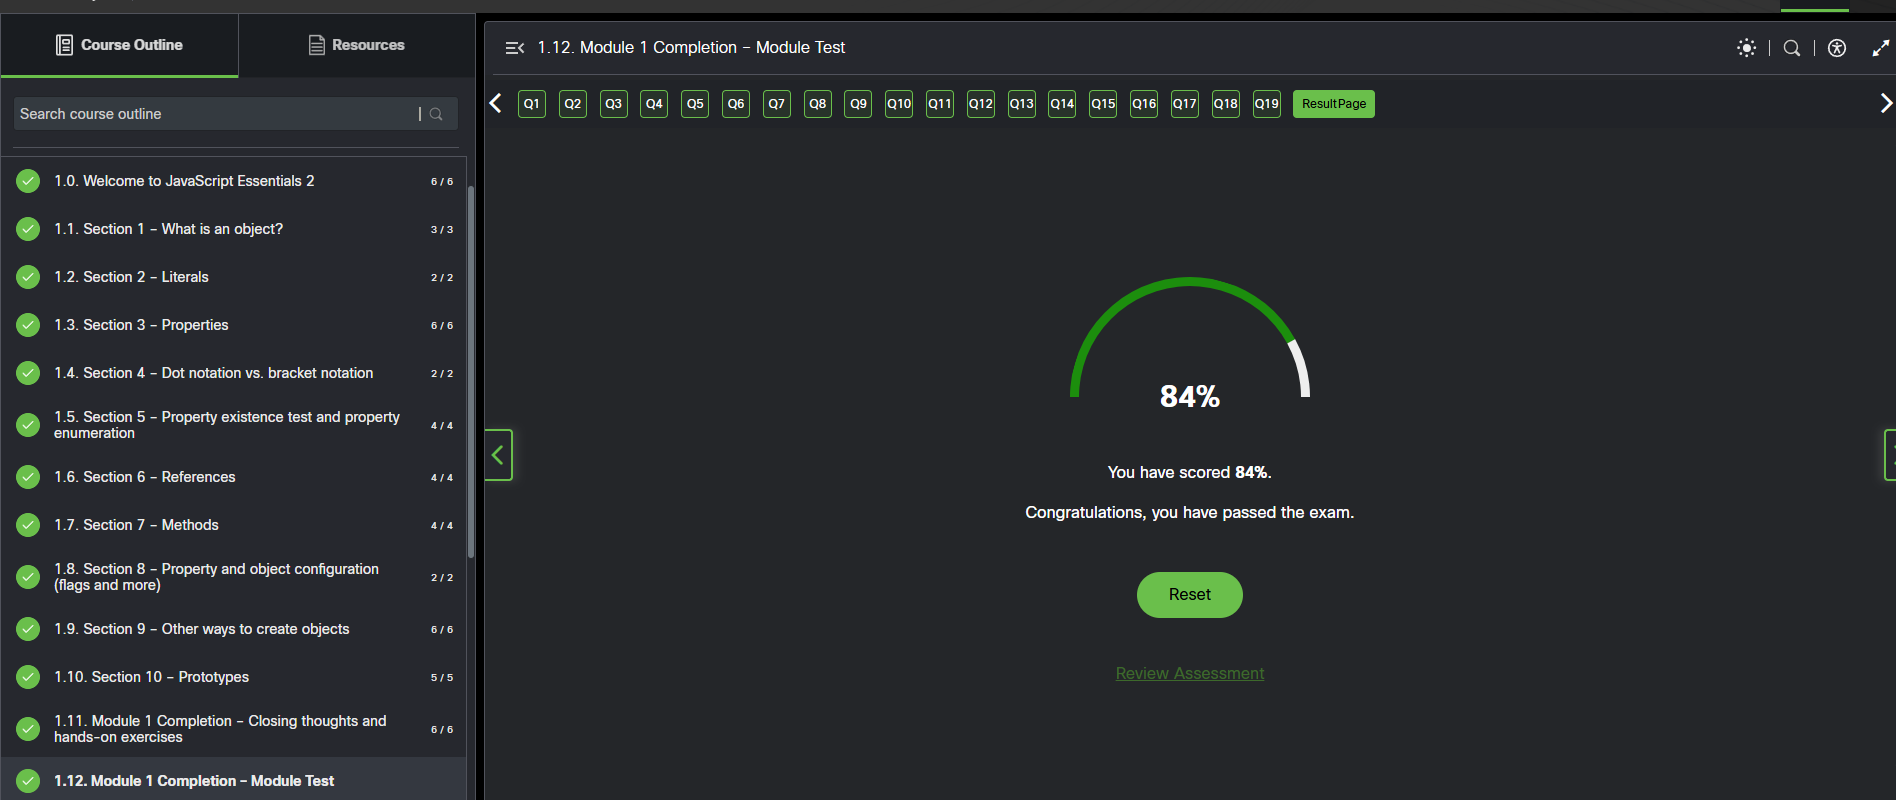 Course Outline
Resources
Search course outline
1.0. Welcome to JavaScript Essentials 2
6 / 6
1.1. Section 1 – What is an object?
3 / 3
1.2. Section 2 – Literals
2 / 2
1.3. Section 3 – Properties
6 / 6
1.4. Section 4 – Dot notation vs. bracket notation
2 / 2
1.5. Section 5 – Property existence test and property
enumeration
4 / 4
1.6. Section 6 – References
4 / 4
1.7. Section 7 – Methods
4 / 4
1.8. Section 8 – Property and object configuration
(flags and more)
2 / 2
1.9. Section 9 – Other ways to create objects
6 / 6
1.10. Section 10 – Prototypes
5 / 5
1.11. Module 1 Completion – Closing thoughts and
hands-on exercises
6 / 6
1.12. Module 1 Completion – Module Test
1.12. Module 1 Completion – Module Test
Q1 Q2 Q3 Q4 Q5 Q6 Q7 Q8 Q9 Q10 Q11 Q12 Q13 Q14 Q15 Q16 Q17 Q18 Q19 ResultPage
84%
You have scored 84%.
Congratulations, you have passed the exam.
Reset
Review Assessment